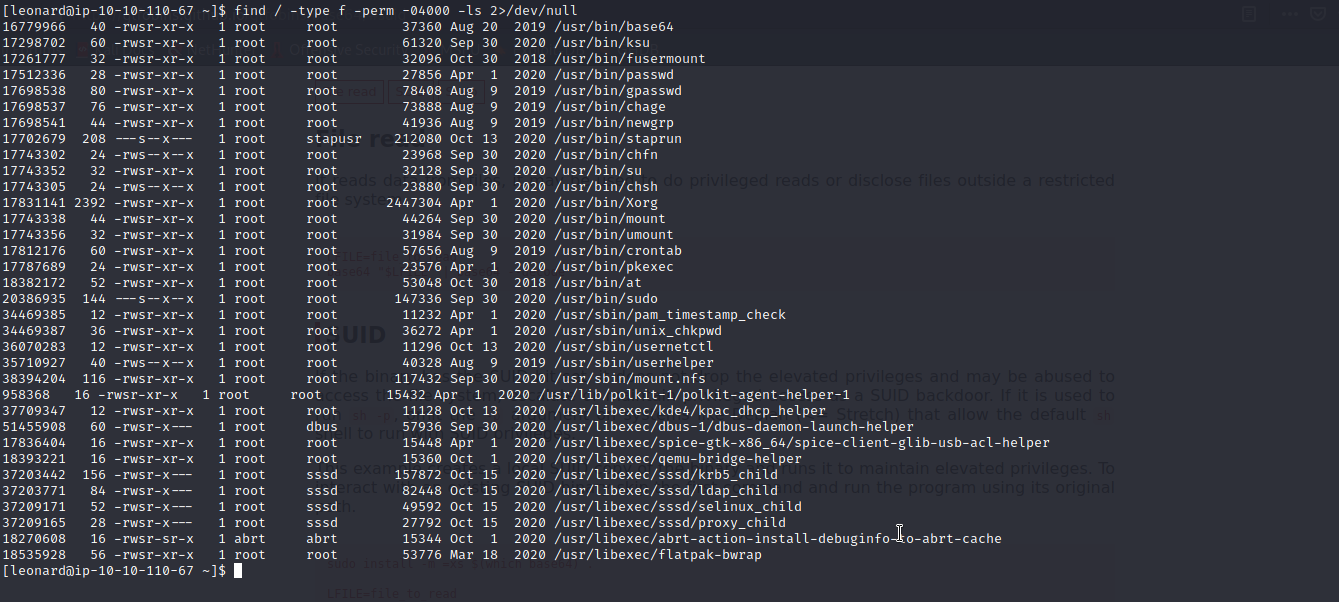 [leonard@ip-10-10-110-67 ~]$ find / -type f -perm -04000 -ls 2>/dev/null
16779966   40 -rwsr-xr-x   1 root     root        37360 Aug 20  2019 /usr/bin/base64
17298702   60 -rwsr-xr-x   1 root     root        61320 Sep 30  2020 /usr/bin/ksu
17261777   32 -rwsr-xr-x   1 root     root        32096 Oct 30  2018 /usr/bin/fusermount
17512336   28 -rwsr-xr-x   1 root     root        27856 Apr  1  2020 /usr/bin/passwd
17698538   80 -rwsr-xr-x   1 root     root        78408 Aug  9  2019 /usr/bin/gpasswd
17698537   76 -rwsr-xr-x   1 root     root        73888 Aug  9  2019 /usr/bin/chage
17698541   44 -rwsr-xr-x   1 root     root        41936 Aug  9  2019 /usr/bin/newgrp
17702679  208 ---s--x---   1 root     stapusr    212080 Oct 13  2020 /usr/bin/staprun
17743302   24 -rws--x--x   1 root     root        23968 Sep 30  2020 /usr/bin/chfn
17743352   32 -rwsr-xr-x   1 root     root        32128 Sep 30  2020 /usr/bin/su
17743305   24 -rws--x--x   1 root     root        23880 Sep 30  2020 /usr/bin/chsh
17831141 2392 -rwsr-xr-x   1 root     root      2447304 Apr  1  2020 /usr/bin/Xorg
17743338   44 -rwsr-xr-x   1 root     root        44264 Sep 30  2020 /usr/bin/mount
17743356   32 -rwsr-xr-x   1 root     root        31984 Sep 30  2020 /usr/bin/umount
17812176   60 -rwsr-xr-x   1 root     root        57656 Aug  9  2019 /usr/bin/crontab
17787689   24 -rwsr-xr-x   1 root     root        23576 Apr  1  2020 /usr/bin/pkexec
18382172   52 -rwsr-xr-x   1 root     root        53048 Oct 30  2018 /usr/bin/at
20386935  144 ---s--x--x   1 root     root       147336 Sep 30  2020 /usr/bin/sudo
34469385   12 -rwsr-xr-x   1 root     root        11232 Apr  1  2020 /usr/sbin/pam_timestamp_check
34469387   36 -rwsr-xr-x   1 root     root        36272 Apr  1  2020 /usr/sbin/unix_chkpwd
36070283   12 -rwsr-xr-x   1 root     root        11296 Oct 13  2020 /usr/sbin/usernetctl
35710927   40 -rws--x--x   1 root     root        40328 Aug  9  2019 /usr/sbin/userhelper
38394204  116 -rwsr-xr-x   1 root     root       117432 Sep 30  2020 /usr/sbin/mount.nfs
958368   16 -rwsr-xr-x   1 root     root        15432 Apr  1  2020 /usr/lib/polkit-1/polkit-agent-helper-1
37709347   12 -rwsr-xr-x   1 root     root        11128 Oct 13  2020 /usr/libexec/kde4/kpac_dhcp_helper
51455908   60 -rwsr-x---   1 root     dbus        57936 Sep 30  2020 /usr/libexec/dbus-1/dbus-daemon-launch-helper
17836404   16 -rwsr-xr-x   1 root     root        15448 Apr  1  2020 /usr/libexec/spice-gtk-x86_64/spice-client-glib-usb-acl-helper
18393221   16 -rwsr-xr-x   1 root     root        15360 Oct  1  2020 /usr/libexec/qemu-bridge-helper
37203442  156 -rwsr-x---   1 root     sssd       157872 Oct 15  2020 /usr/libexec/sssd/krb5_child
37203771   84 -rwsr-x---   1 root     sssd        82448 Oct 15  2020 /usr/libexec/sssd/ldap_child
37209171   52 -rwsr-x---   1 root     sssd        49592 Oct 15  2020 /usr/libexec/sssd/selinux_child
37209165   28 -rwsr-x---   1 root     sssd        27792 Oct 15  2020 /usr/libexec/sssd/proxy_child
18270608   16 -rwsr-sr-x   1 abrt     abrt        15344 Oct  1  2020 /usr/libexec/abrt-action-install-debuginfo-to-abrt-cache
18535928   56 -rwsr-xr-x   1 root     root        53776 Mar 18  2020 /usr/libexec/flatpak-bwrap
[leonard@ip-10-10-110-67 ~]$